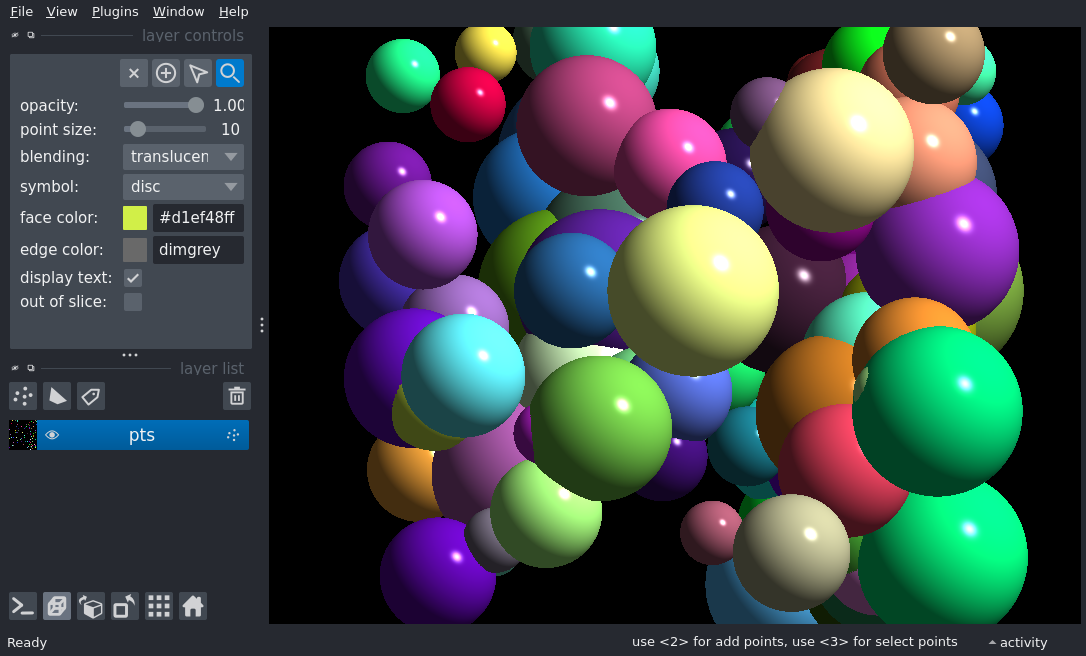 File View Plugins Window Help
layer controls
opacity: 1.00
point size: 10
blending: translucen
symbol: disc
face color: #d1ef48ff
edge color: dimgrey
display text:
out of slice:
layer list
pts
Ready
use <2> for add points, use <3> for select points
activity